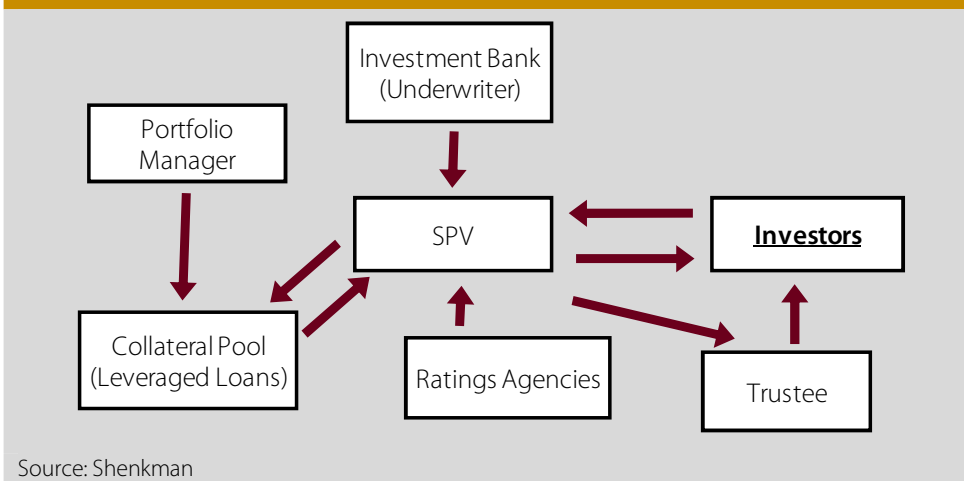 Investment Bank
(Underwriter)
Portfolio
Manager
SPV
Investors
Collateral Pool
(Leveraged Loans)
Ratings Agencies
Trustee
Source: Shenkman